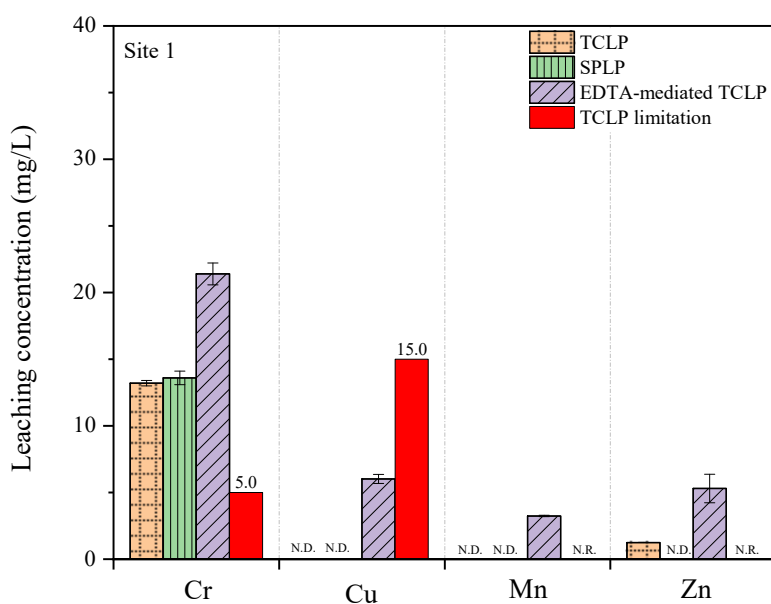 Site 1
TCLP
SPLP
EDTA-mediated TCLP
TCLP limitation
Leaching concentration (mg/L)
40
30
20
10
0
5.0
15.0
N.D. N.D.
N.D. N.D. N.R.
N.D. N.R.
Cr Cu Mn Zn